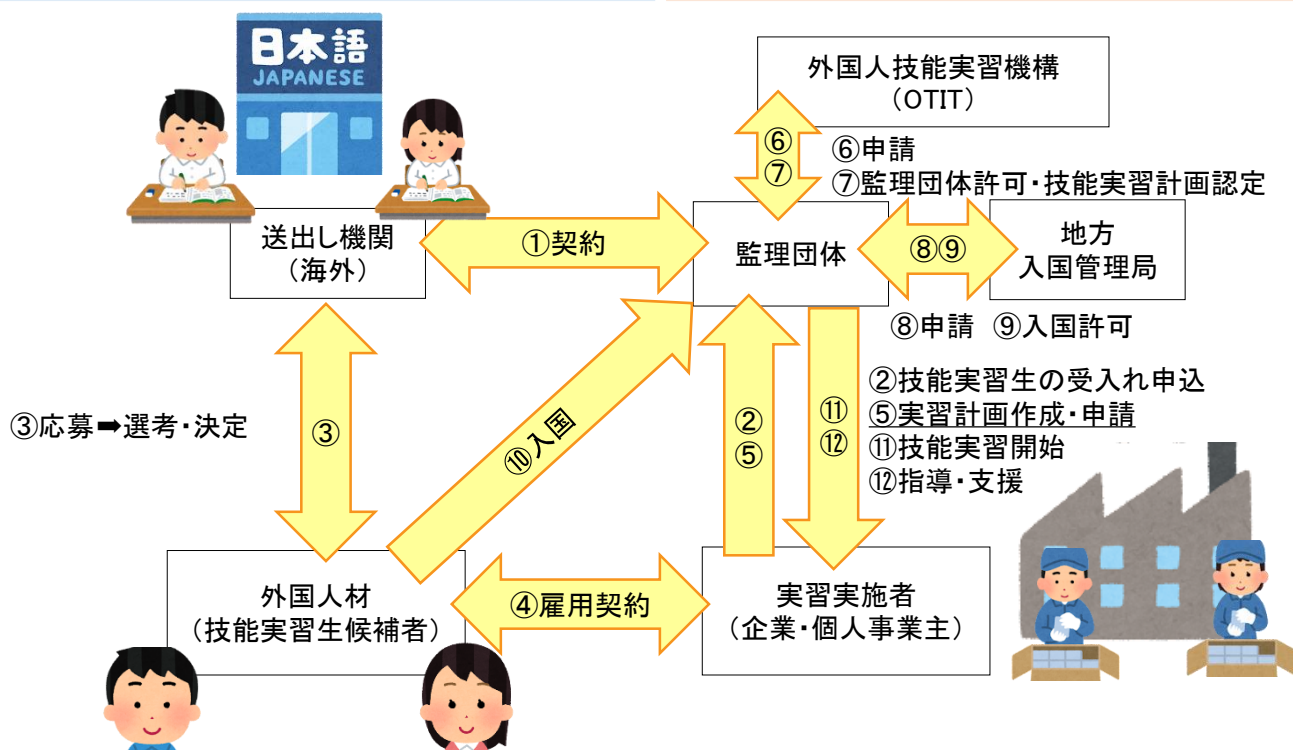 日本語
JAPANESE
外国人技能実習機構
（OTIT）
⑥
⑦
⑥申請
⑦監理団体許可・技能実習計画認定
送出し機関
（海外）
①契約
監理団体
⑧⑨
地方
入国管理局
⑧申請 ⑨入国許可
③応募➡選考・決定
③
⑩入国
②
⑤
⑪
⑫
②技能実習生の受入れ申込
⑤実習計画作成・申請
⑪技能実習開始
⑫指導・支援
外国人材
（技能実習生候補者）
④雇用契約
実習実施者
（企業・個人事業主）